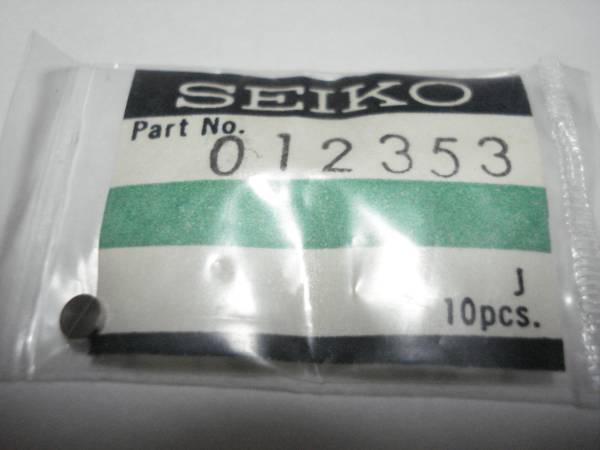 SEIKO
Part No.
012353
J
10pcs.